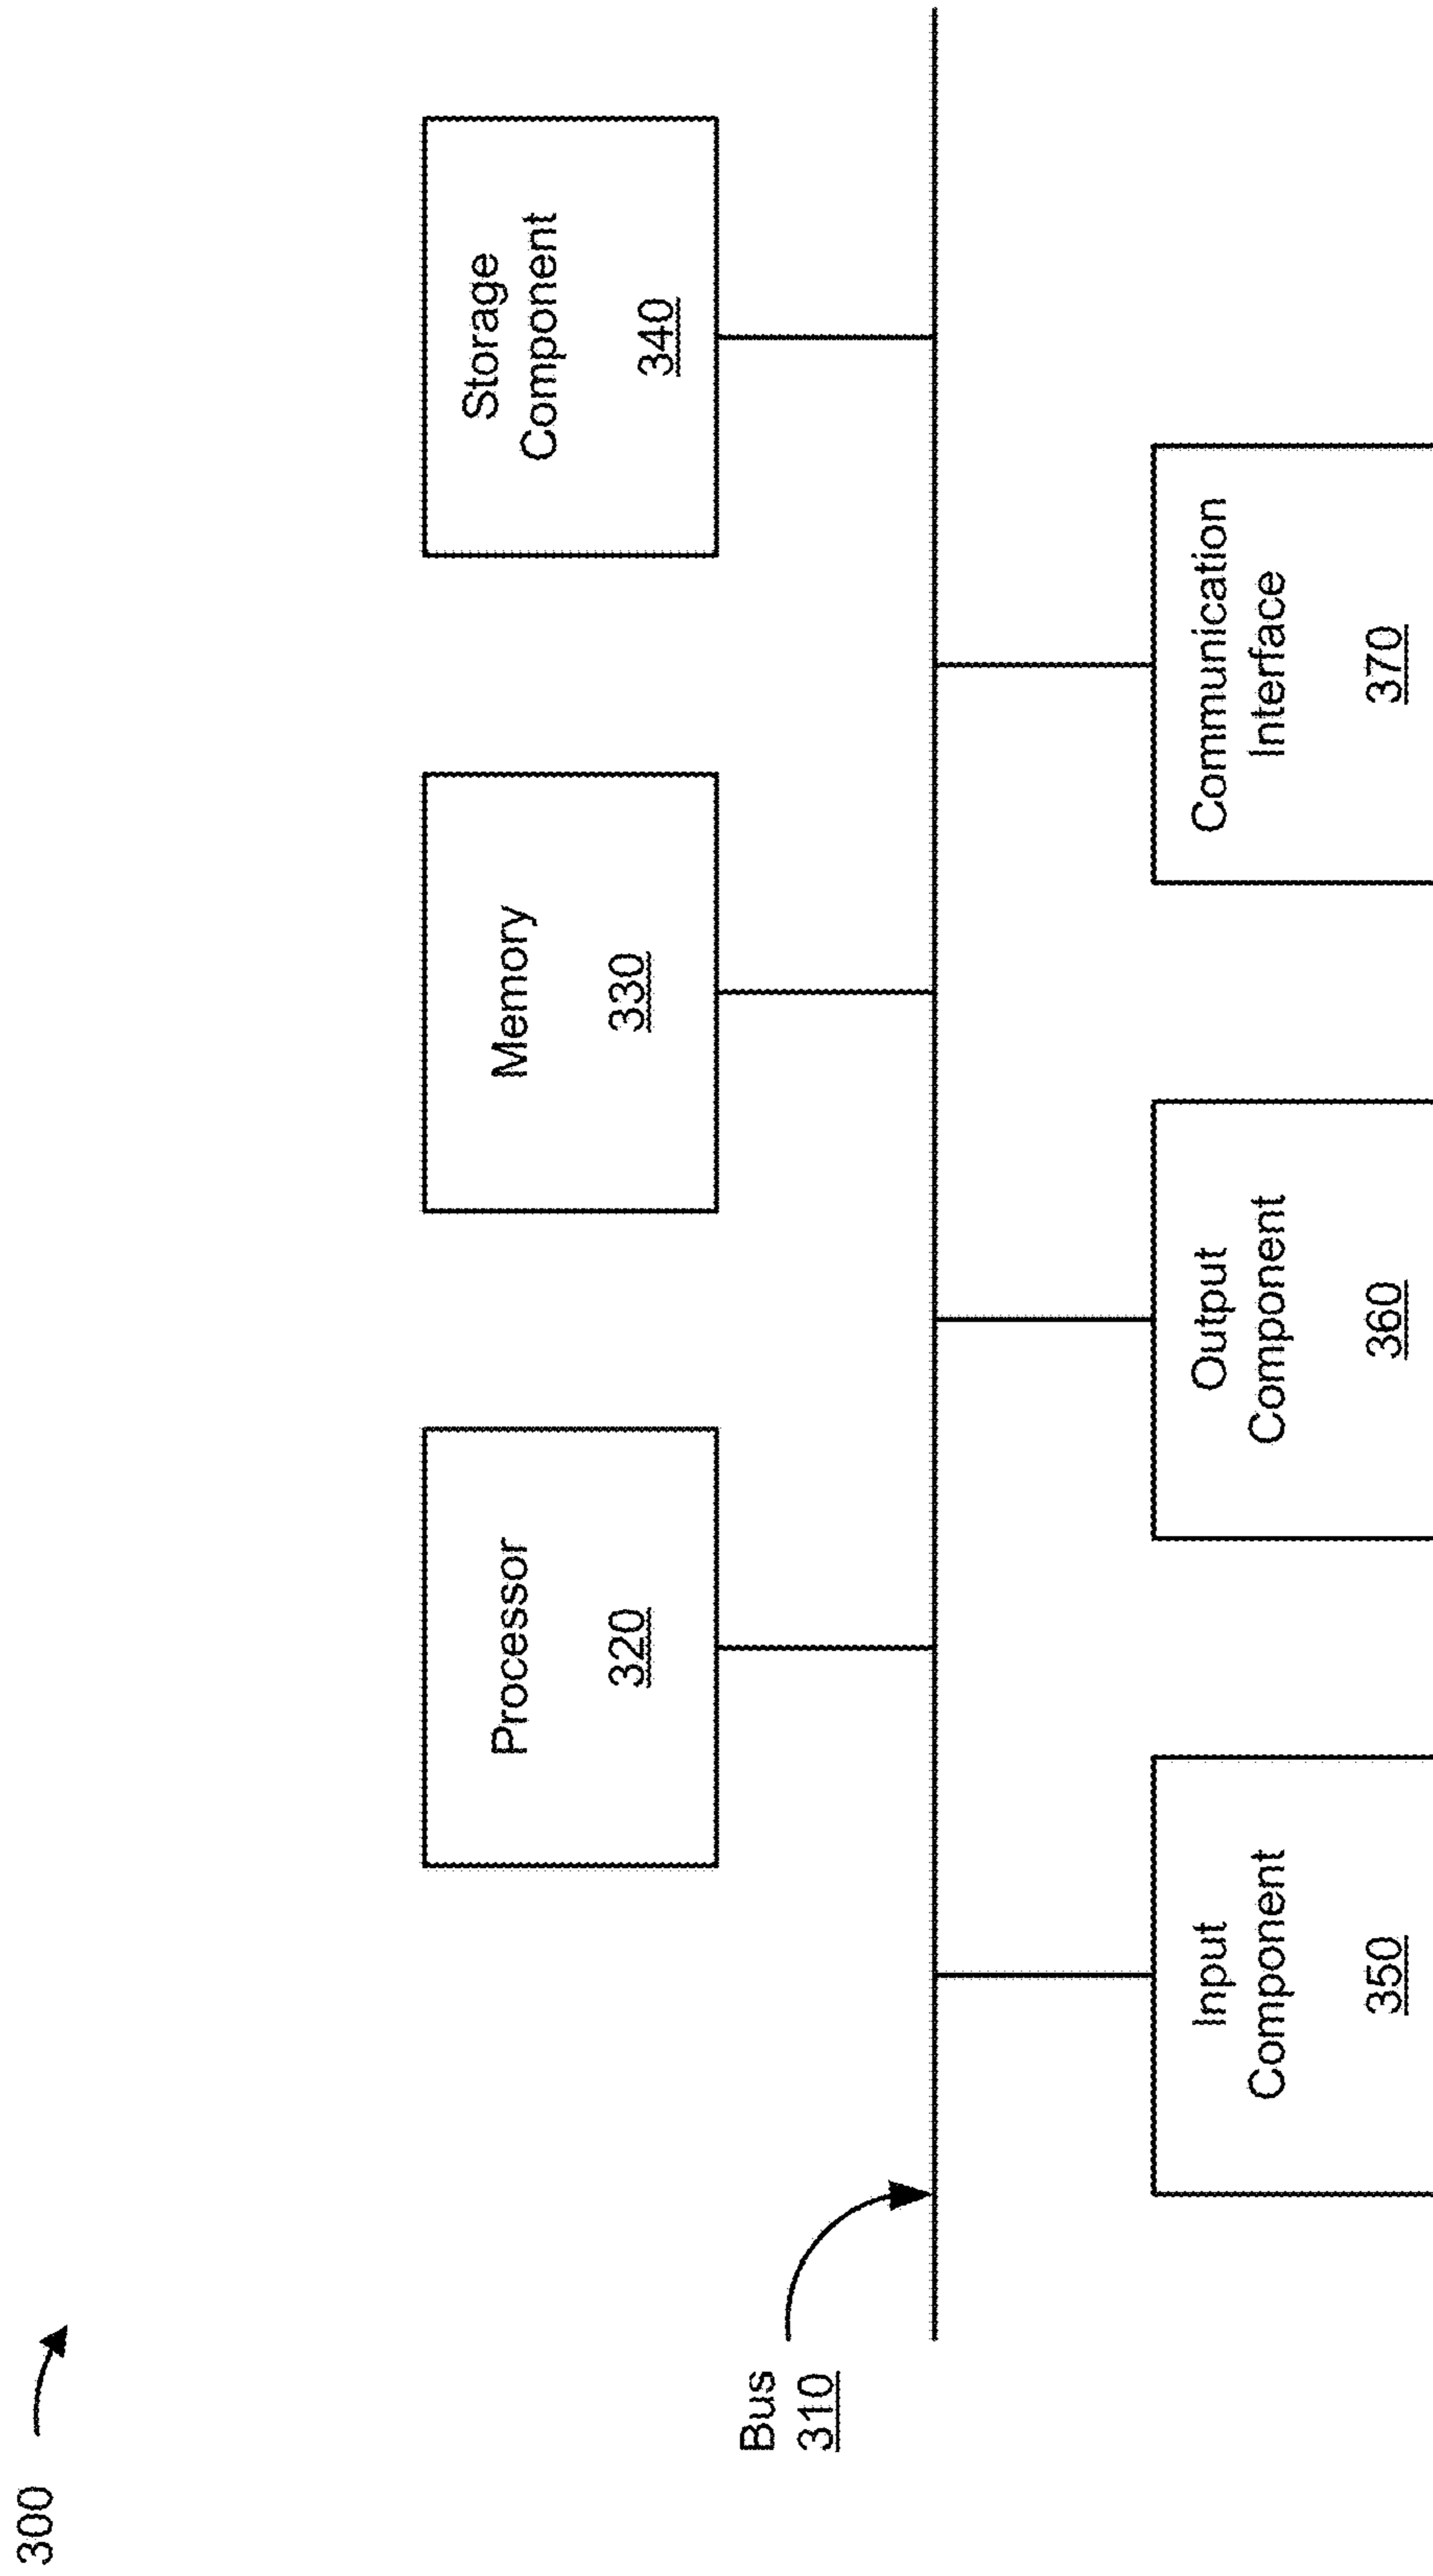 300
Processor
320
Memory
330
Storage
Component
340
Bus
310
Input
Component
350
Output
Component
360
Communication
Interface
370